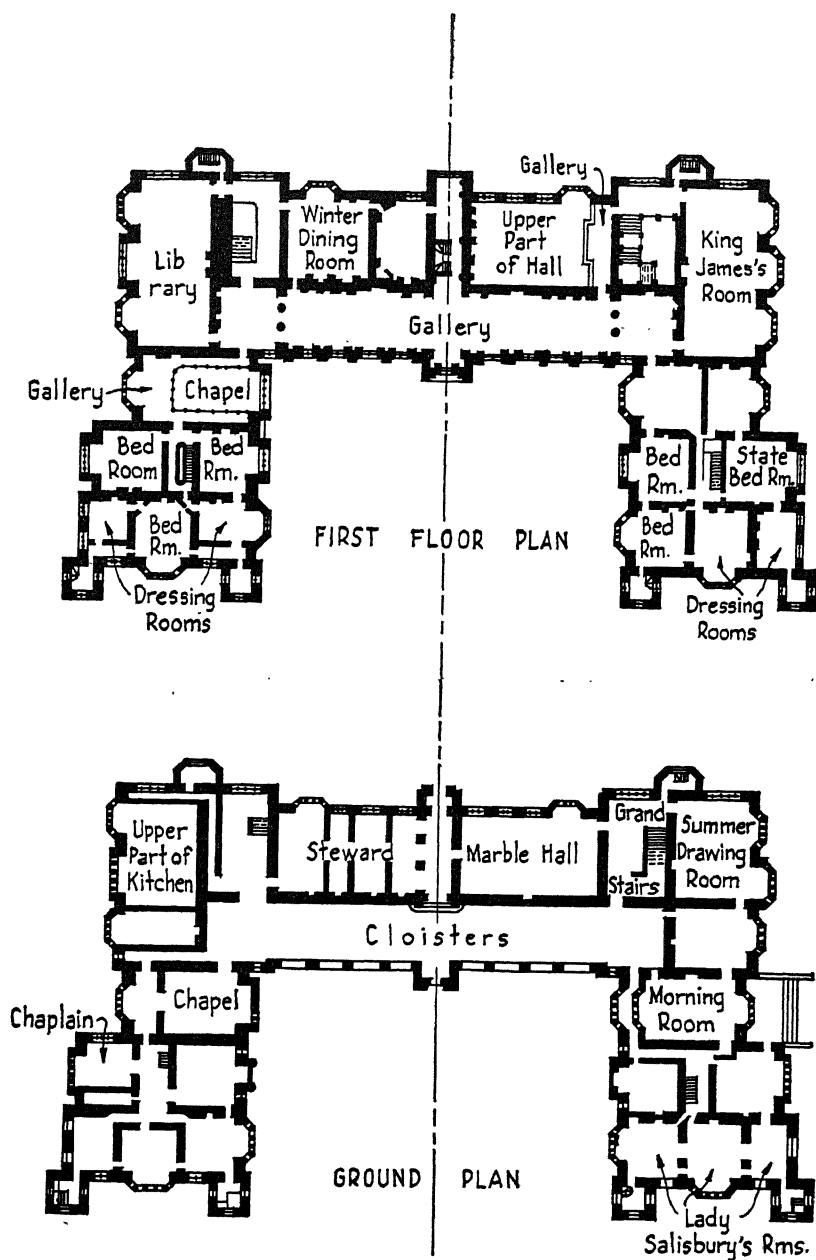 Gallery
Winter
Dining
Room
Upper
Part
of Hall
King
James's
Room
Lib
rary
Gallery
Gallery
Chapel
Bed
Room
Bed
Rm.
Bed
Rm.
State
Bed Rm.
Bed
Rm.
Bed
Rm.
FIRST FLOOR PLAN
Dressing
Rooms
Dressing
Rooms
Upper
Part of
Kitchen
Steward
Marble Hall
Grand
Stairs
Summer
Drawing
Room
Cloisters
Chapel
Morning
Room
Chaplain
GROUND PLAN
Lady
Salisbury's Rms.